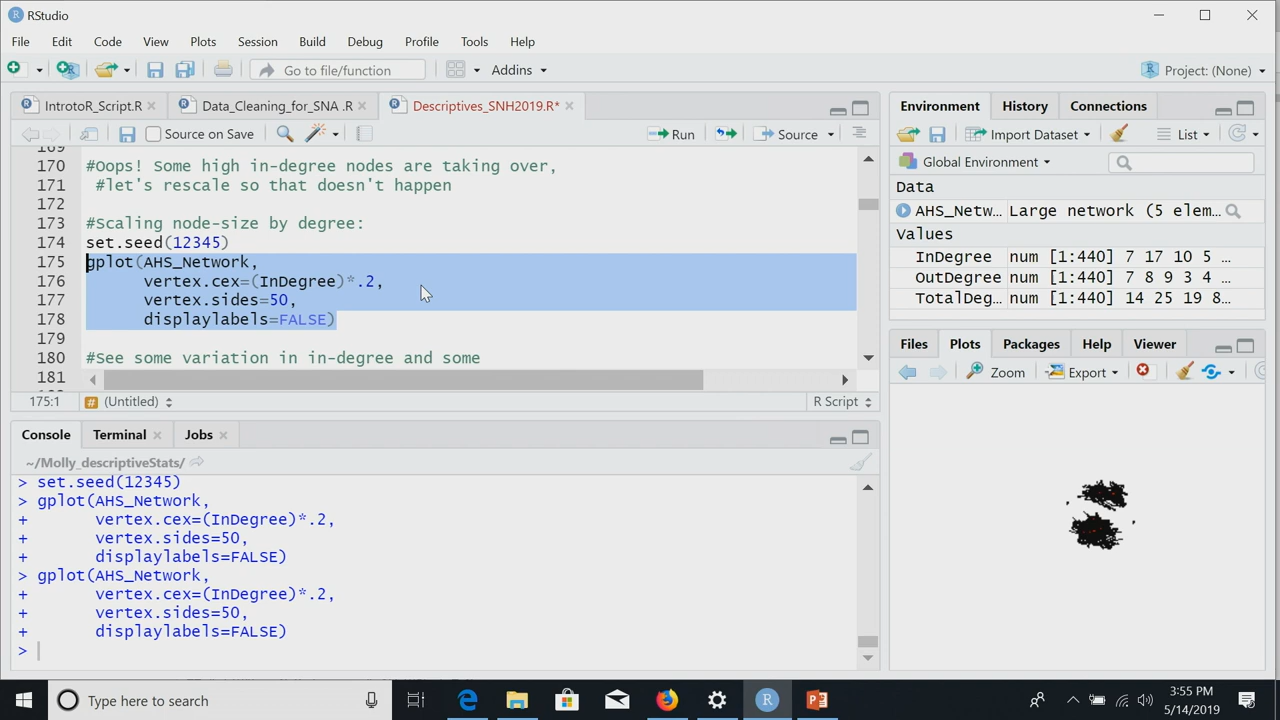 RStudio
File Edit Code View Plots Session Build Debug Profile Tools Help
Go to file/function Addins Project: (None)
IntrotoR_Script.R Data_Cleaning_for_SNA .R Descriptives_SNH2019.R*
Source on Save Run Source
169
170 #Oops! Some high in-degree nodes are taking over,
171 #let's rescale so that doesn't happen
172
173 #Scaling node-size by degree:
174 set.seed(12345)
175 gplot(AHS_Network,
176 vertex.cex=(InDegree)*.2,
177 vertex.sides=50,
178 displaylabels=FALSE)
179
180 #See some variation in in-degree and some
181
175:1 (Untitled) R Script
Console Terminal Jobs
~/Molly_descriptiveStats/
> set.seed(12345)
> gplot(AHS_Network,
+ vertex.cex=(InDegree)*.2,
+ vertex.sides=50,
+ displaylabels=FALSE)
> gplot(AHS_Network,
+ vertex.cex=(InDegree)*.2,
+ vertex.sides=50,
+ displaylabels=FALSE)
>
Environment History Connections
Import Dataset List
Global Environment
Data
AHS_Netw... Large network (5 elem...
Values
InDegree num [1:440] 7 17 10 5 ...
OutDegree num [1:440] 7 8 9 3 4 ...
TotalDeg... num [1:440] 14 25 19 8...
Files Plots Packages Help Viewer
Zoom Export
Type here to search
3:55 PM
5/14/2019